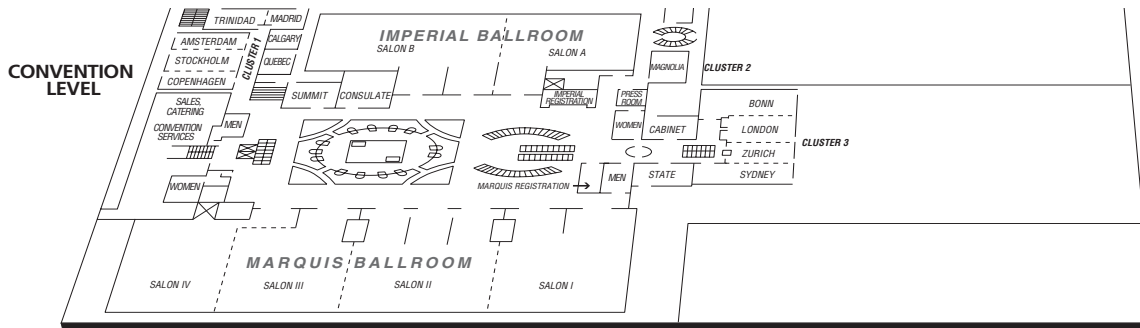 CONVENTION
LEVEL
TRINIDAD
MADRID
AMSTERDAM
CALGARY
STOCKHOLM
QUEBEC
COPENHAGEN
CLUSTER 1
IMPERIAL BALLROOM
SALON B
SALON A
SUMMIT
CONSULATE
IMPERIAL
REGISTRATION
MAGNOLIA
CLUSTER 2
PRESS
ROOM
SALES,
CATERING
CONVENTION
SERVICES
MEN
WOMEN
CABINET
BONN
LONDON
ZURICH
SYDNEY
CLUSTER 3
WOMEN
MARQUIS REGISTRATION
MEN
STATE
MARQUIS BALLROOM
SALON IV
SALON III
SALON II
SALON I